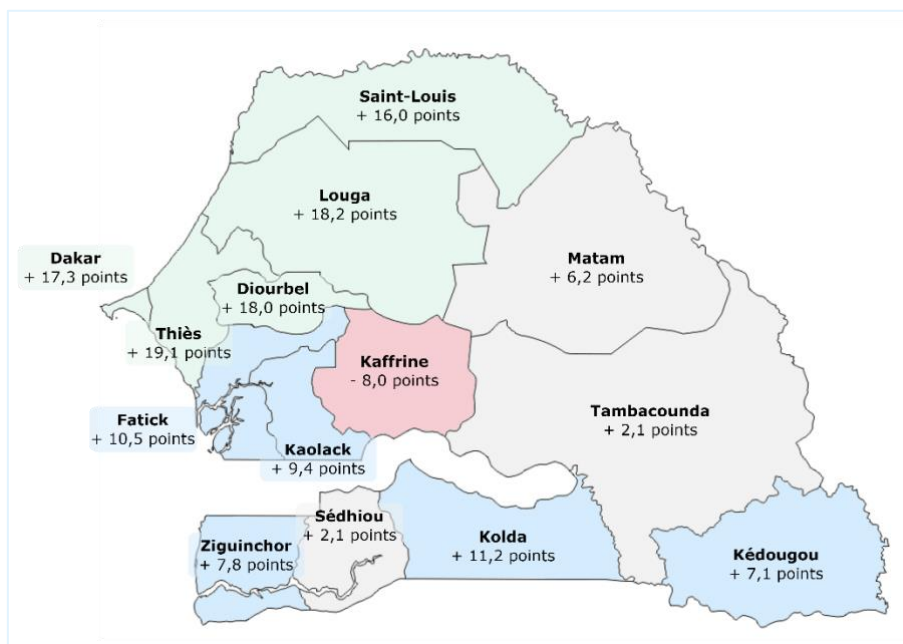 Saint-Louis
+ 16,0 points
Louga
+ 18,2 points
Dakar
+ 17,3 points
Matam
+ 6,2 points
Diourbel
+ 18,0 points
Thiès
+ 19,1 points
Kaffrine
- 8,0 points
Tambacounda
+ 2,1 points
Fatick
+ 10,5 points
Kaolack
+ 9,4 points
Sédhiou
+ 2,1 points
Kolda
+ 11,2 points
Ziguinchor
+ 7,8 points
Kédougou
+ 7,1 points